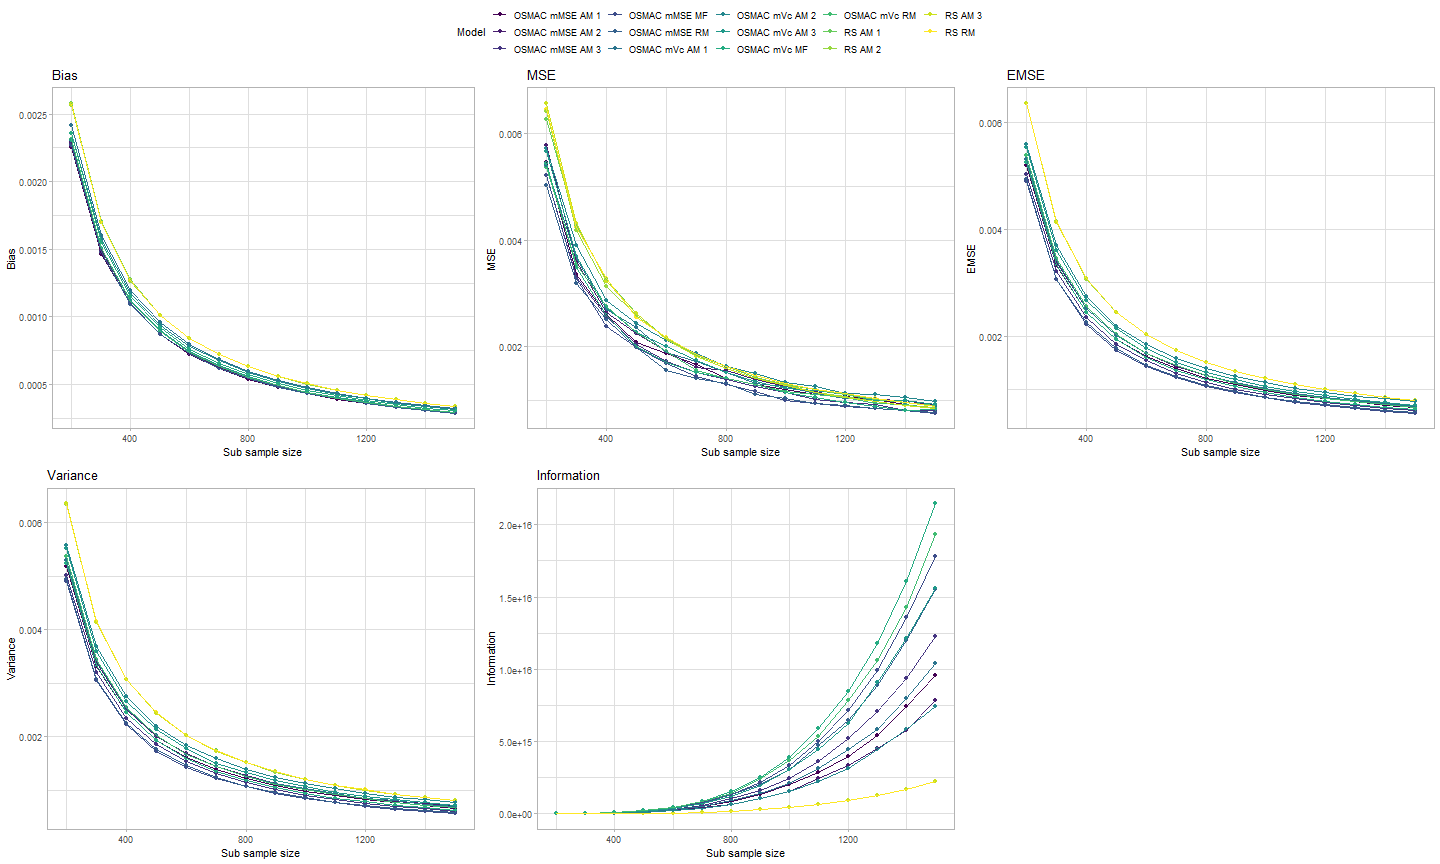 Model OSMAC mMSE AM 1 OSMAC mMSE MF OSMAC mVc AM 2 OSMAC mVc RM RS AM 3
OSMAC mMSE AM 2 OSMAC mMSE RM OSMAC mVc AM 3 RS AM 1 RS RM
OSMAC mMSE AM 3 OSMAC mVc AM 1 OSMAC mVc MF RS AM 2
Bias
Bias
0.0025
0.0020
0.0015
0.0010
0.0005
400 800 1200
Sub sample size
MSE
MSE
0.006
0.004
0.002
400 800 1200
Sub sample size
EMSE
EMSE
0.006
0.004
0.002
400 800 1200
Sub sample size
Variance
Variance
0.006
0.004
0.002
400 800 1200
Sub sample size
Information
Information
2.0e+16
1.5e+16
1.0e+16
5.0e+15
0.0e+00
400 800 1200
Sub sample size